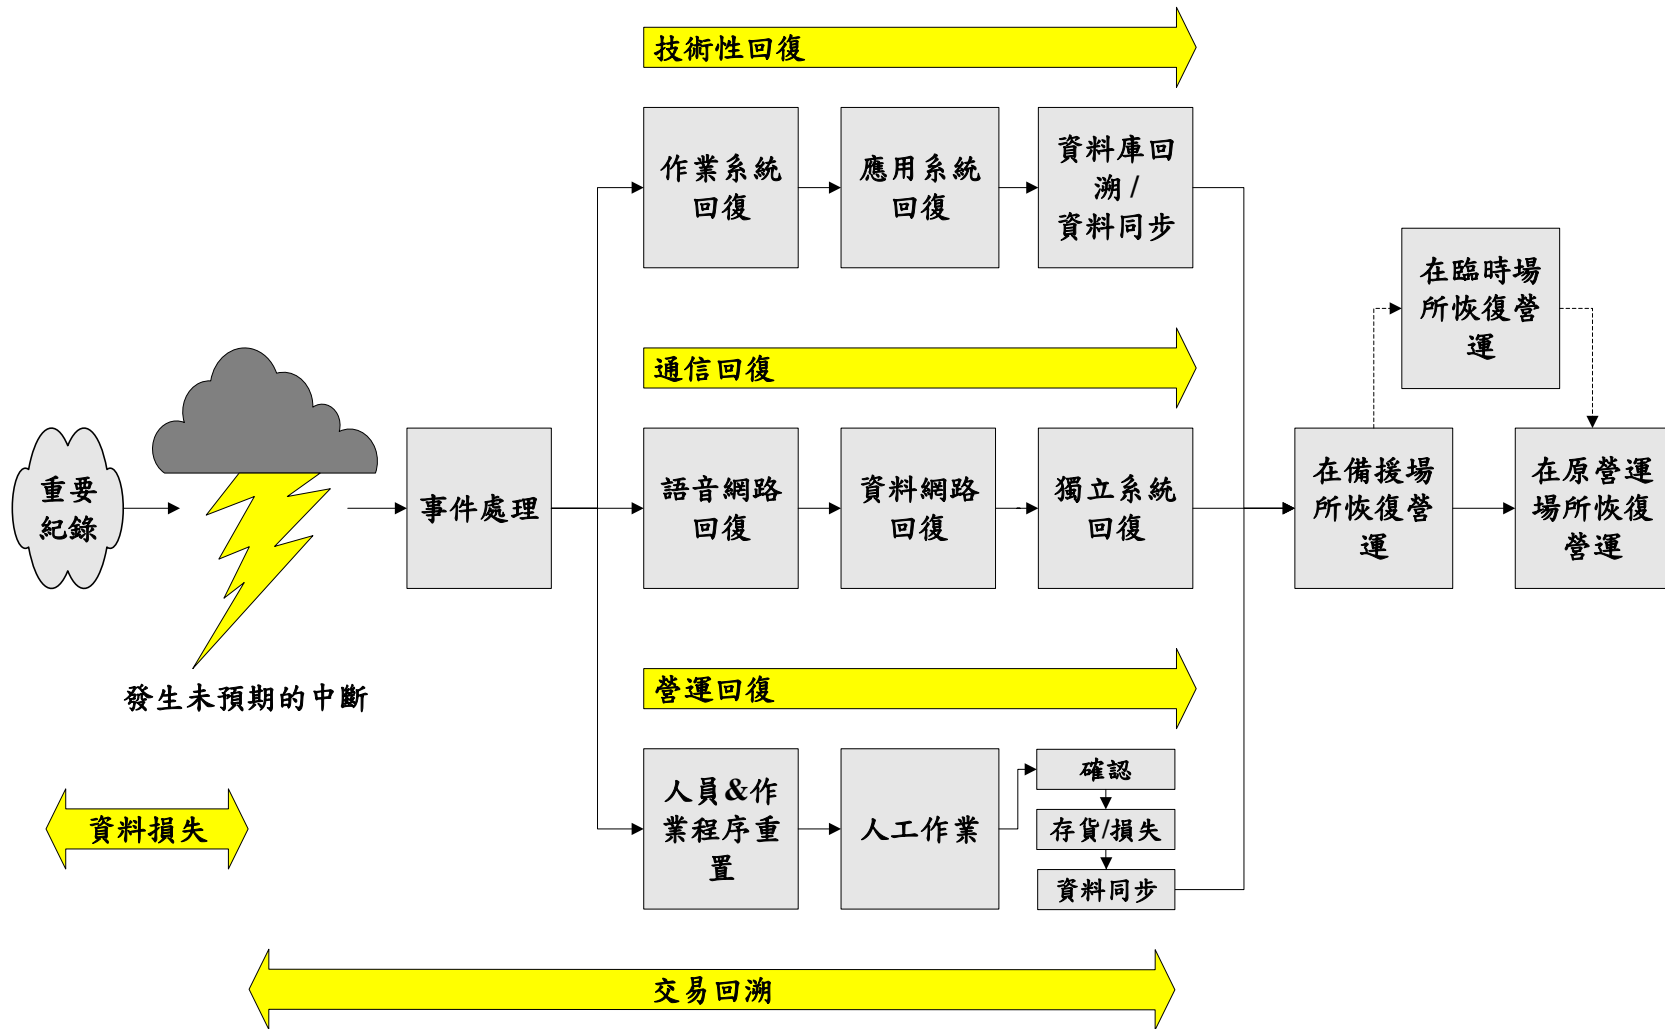 技術性回復
作業系統
回復
應用系統
回復
資料庫回
溯 /
資料同步
在臨時場
所恢復營
運
通信回復
重要
紀錄
事件處理
語音網路
回復
資料網路
回復
獨立系統
回復
在備援場
所恢復營
運
在原營運
場所恢復
營運
發生未預期的中斷
營運回復
人員&作
業程序重
置
人工作業
確認
存貨/損失
資料同步
資料損失
交易回溯